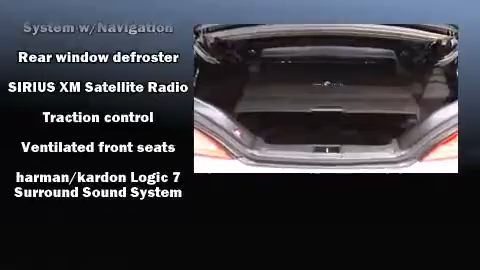 System w/Navigation
Rear window defroster
SIRIUS XM Satellite Radio
Traction control
Ventilated front seats
harman/kardon Logic 7
Surround Sound System